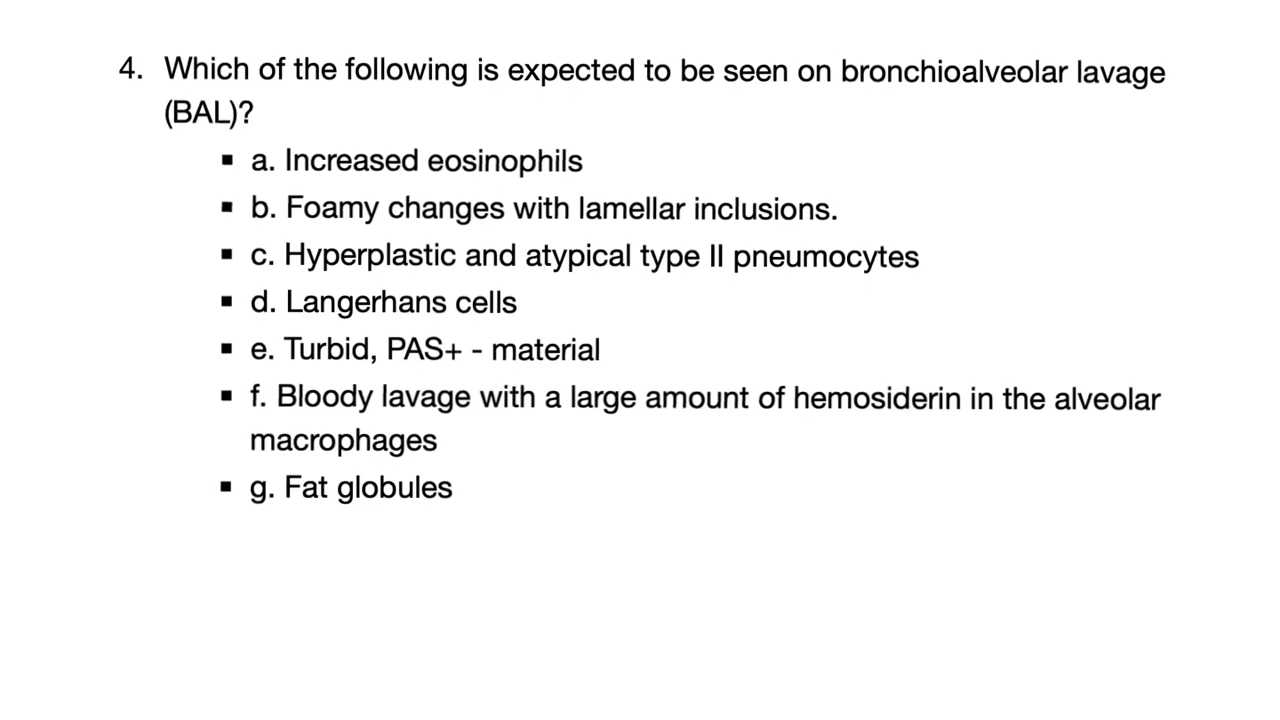 4. Which of the following is expected to be seen on bronchioalveolar lavage
(BAL)?
▪ a. Increased eosinophils
▪ b. Foamy changes with lamellar inclusions.
▪ c. Hyperplastic and atypical type II pneumocytes
▪ d. Langerhans cells
▪ e. Turbid, PAS+ - material
▪ f. Bloody lavage with a large amount of hemosiderin in the alveolar
macrophages
▪ g. Fat globules